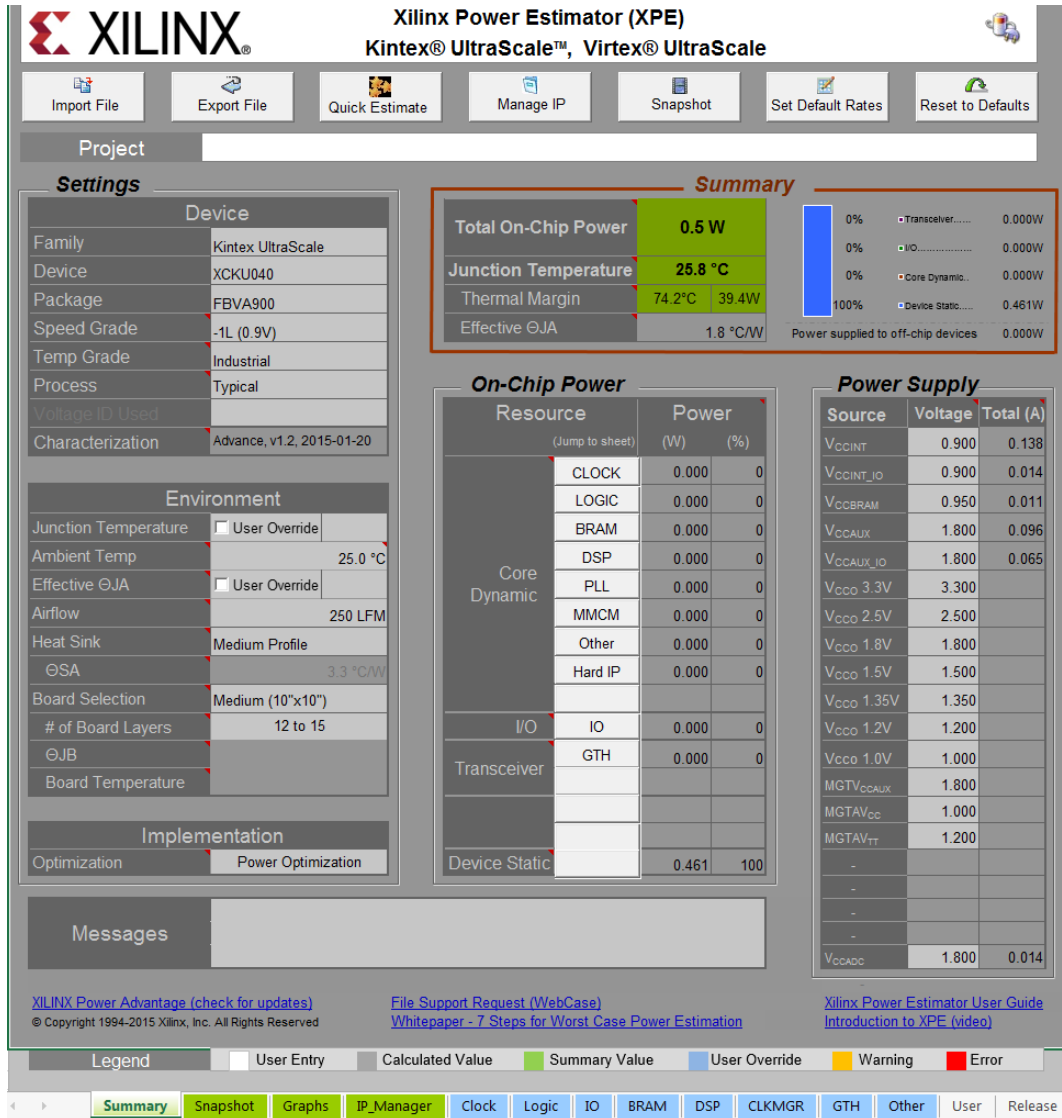 XILINX®
Xilinx Power Estimator (XPE)
Kintex® UltraScale™, Virtex® UltraScale
Import File Export File Quick Estimate Manage IP Snapshot Set Default Rates Reset to Defaults
Project
Settings
Device
Family Kintex UltraScale
Device XCKU040
Package FBVA900
Speed Grade -1L (0.9V)
Temp Grade Industrial
Process Typical
Voltage ID Used
Characterization Advance, v1.2, 2015-01-20
Environment
Junction Temperature User Override
Ambient Temp 25.0 °C
Effective ΘJA User Override
Airflow 250 LFM
Heat Sink Medium Profile
ΘSA 3.3 °C/W
Board Selection Medium (10"x10")
# of Board Layers 12 to 15
ΘJB
Board Temperature
Implementation
Optimization Power Optimization
Summary
Total On-Chip Power 0.5 W
Junction Temperature 25.8 °C
Thermal Margin 74.2°C 39.4W
Effective ΘJA 1.8 °C/W
0% Transceiver...... 0.000W
0% I/O.................. 0.000W
0% Core Dynamic.. 0.000W
100% Device Static..... 0.461W
Power supplied to off-chip devices 0.000W
On-Chip Power
Resource Power
(Jump to sheet) (W) (%)
Core Dynamic
CLOCK 0.000 0
LOGIC 0.000 0
BRAM 0.000 0
DSP 0.000 0
PLL 0.000 0
MMCM 0.000 0
Other 0.000 0
Hard IP 0.000 0
I/O IO 0.000 0
Transceiver GTH 0.000 0
Device Static 0.461 100
Power Supply
Source Voltage Total (A)
VCCINT 0.900 0.138
VCCINT_IO 0.900 0.014
VCCBRAM 0.950 0.011
VCCAUX 1.800 0.096
VCCAUX_IO 1.800 0.065
VCCO 3.3V 3.300
VCCO 2.5V 2.500
VCCO 1.8V 1.800
VCCO 1.5V 1.500
VCCO 1.35V 1.350
VCCO 1.2V 1.200
Vcco 1.0V 1.000
MGTVCCAUX 1.800
MGTAVCC 1.000
MGTAVTT 1.200
-
-
-
-
VCCADC 1.800 0.014
Messages
XILINX Power Advantage (check for updates)
© Copyright 1994-2015 Xilinx, Inc. All Rights Reserved
File Support Request (WebCase)
Whitepaper - 7 Steps for Worst Case Power Estimation
Xilinx Power Estimator User Guide
Introduction to XPE (video)
Legend User Entry Calculated Value Summary Value User Override Warning Error
Summary Snapshot Graphs IP_Manager Clock Logic IO BRAM DSP CLKMGR GTH Other User Release